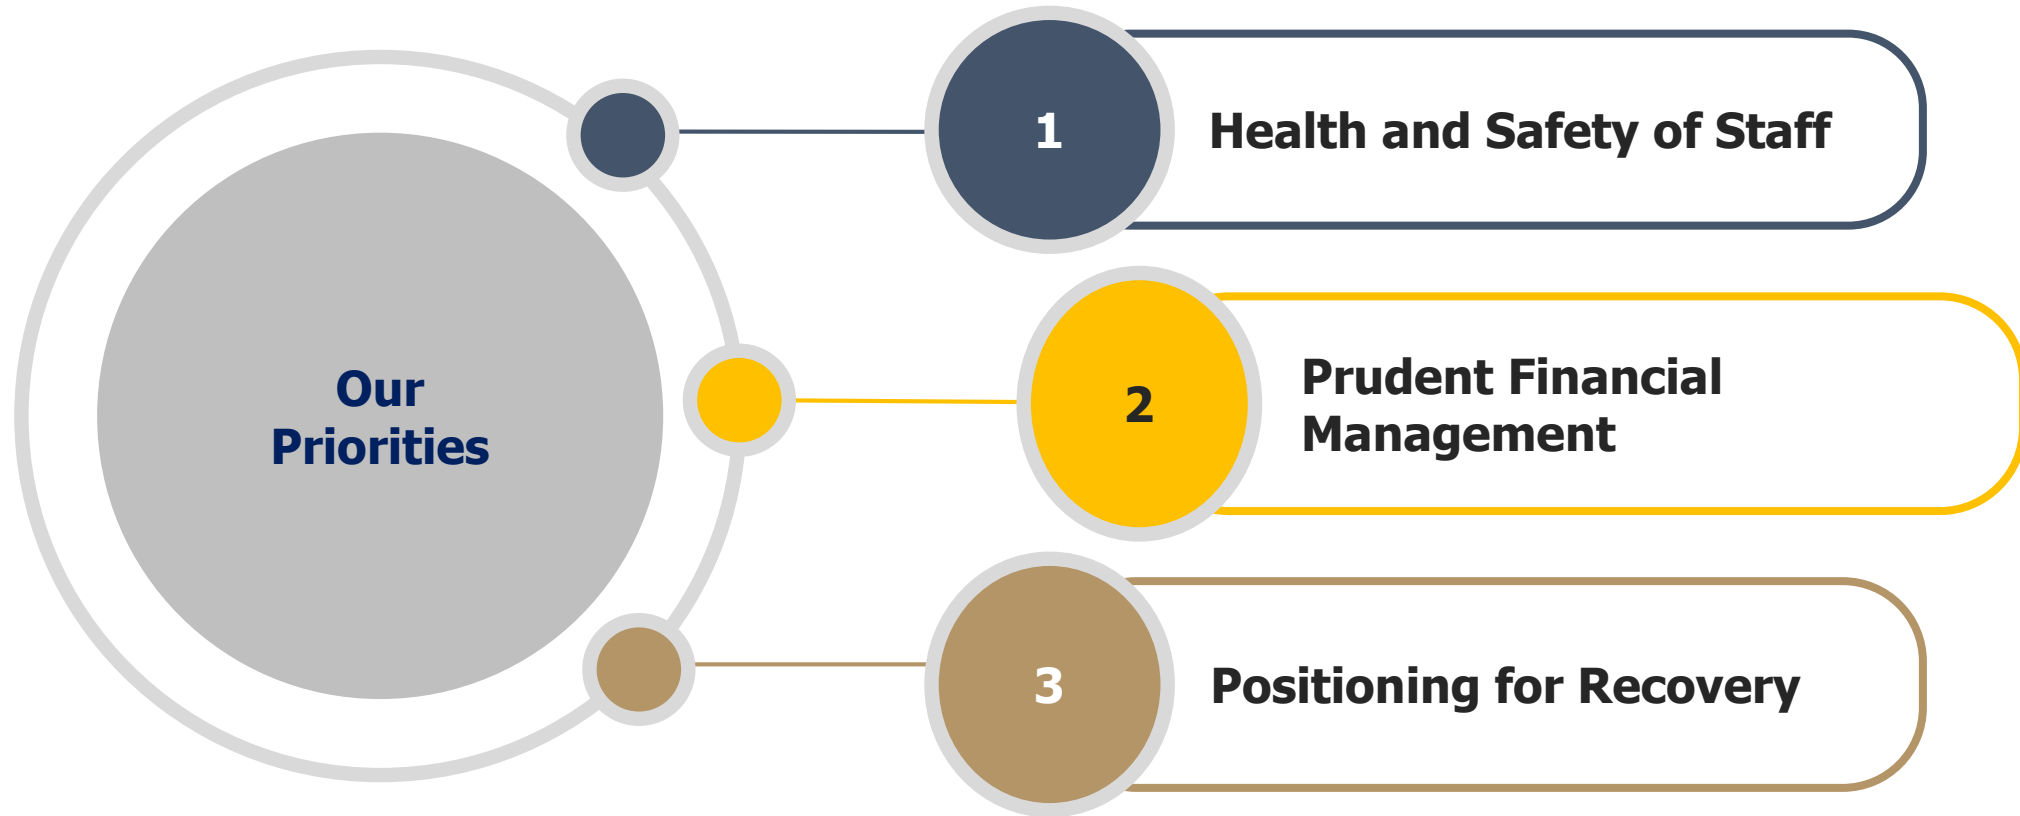 Our
Priorities
1
Health and Safety of Staff
2
Prudent Financial
Management
3
Positioning for Recovery